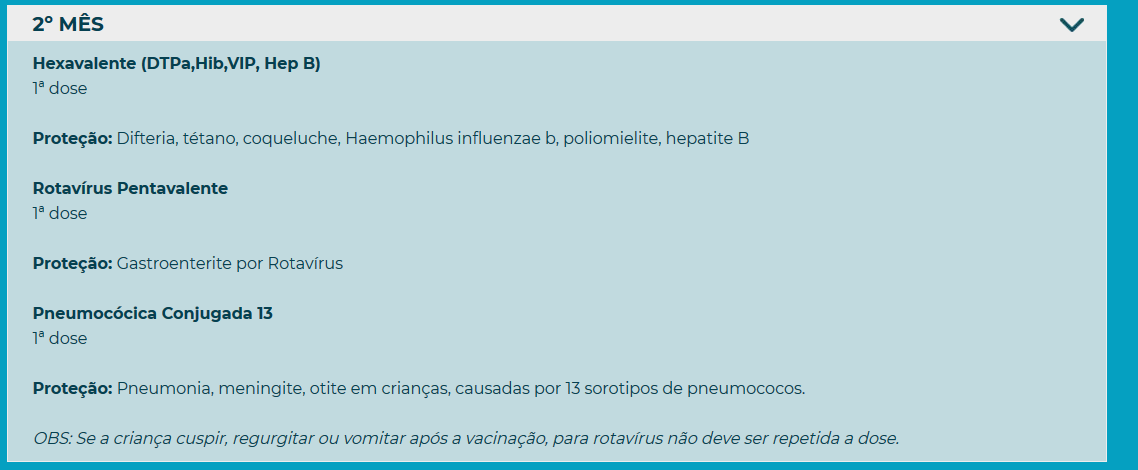 2º MÊS
Hexavalente (DTPa,Hib,VIP, Hep B)
1ª dose
Proteção: Difteria, tétano, coqueluche, Haemophilus influenzae b, poliomielite, hepatite B
Rotavírus Pentavalente
1ª dose
Proteção: Gastroenterite por Rotavírus
Pneumocócica Conjugada 13
1ª dose
Proteção: Pneumonia, meningite, otite em crianças, causadas por 13 sorotipos de pneumococos.
OBS: Se a criança cuspir, regurgitar ou vomitar após a vacinação, para rotavírus não deve ser repetida a dose.